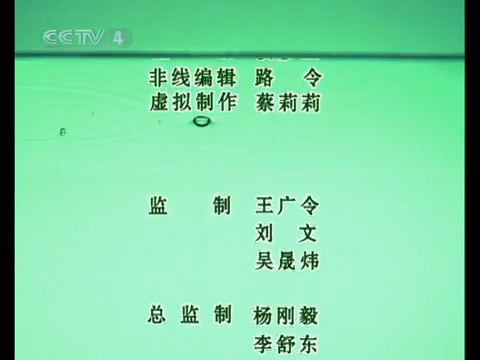 CCTV 4
非线编辑 路 令
虚拟制作 蔡莉莉
监 制 王广令
刘 文
吴晟炜
总监制 杨刚毅
李舒东